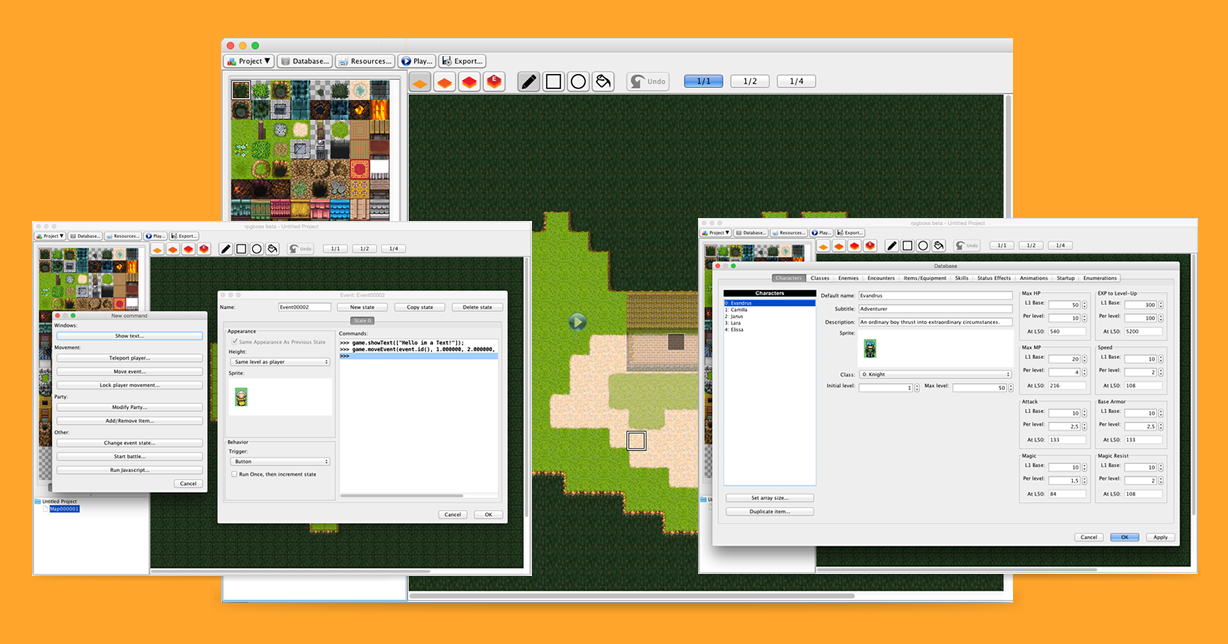 Project ▼ Database... Resources... Play... Export...
Undo 1/1 1/2 1/4
rpgboss beta - Untitled Project
Project ▼ Database... Resources... Play... Export...
Undo 1/1 1/2 1/4
New command
Windows:
Show text...
Movement:
Teleport player...
Move event...
Lock player movement...
Party:
Modify Party...
Add/Remove Item...
Other:
Change event state...
Start battle...
Run Javascript...
Cancel
Untitled Project
Map000001
Event: Event00002
Name: Event00002 New state Copy state Delete state
State 0
Appearance
Same Appearance As Previous State
Height:
Same level as player
Sprite:
Behavior
Trigger:
Button
Run Once, then increment state
Commands:
>>> game.showText(["Hello im a Text!"]);
>>> game.moveEvent(event.id(), 1.000000, 2.000000,
>>>
Cancel OK
rpgboss beta - Untitled Project
Project ▼ Database... Resources... Play... Export...
Undo 1/1 1/2 1/4
Database
Characters Classes Enemies Encounters Items/Equipment Skills Status Effects Animations Startup Enumerations
Characters
0: Evandrus
1: Camilla
2: Janus
3: Lara
4: Elissa
Set array size...
Duplicate item...
Default name: Evandrus
Subtitle: Adventurer
Description: An ordinary boy thrust into extraordinary circumstances.
Sprite:
Class: 0: Knight
Initial level: 1 Max level: 50
Max HP
L1 Base: 50
Per level: 10
At L50: 540
EXP to Level-Up
L1 Base: 300
Per level: 100
At L50: 5200
Max MP
L1 Base: 20
Per level: 4
At L50: 216
Speed
L1 Base: 10
Per level: 2
At L50: 108
Attack
L1 Base: 10
Per level: 2,5
At L50: 133
Base Armor
L1 Base: 10
Per level: 2,5
At L50: 133
Magic
L1 Base: 10
Per level: 1,5
At L50: 84
Magic Resist
L1 Base: 10
Per level: 2
At L50: 108
Cancel OK Apply